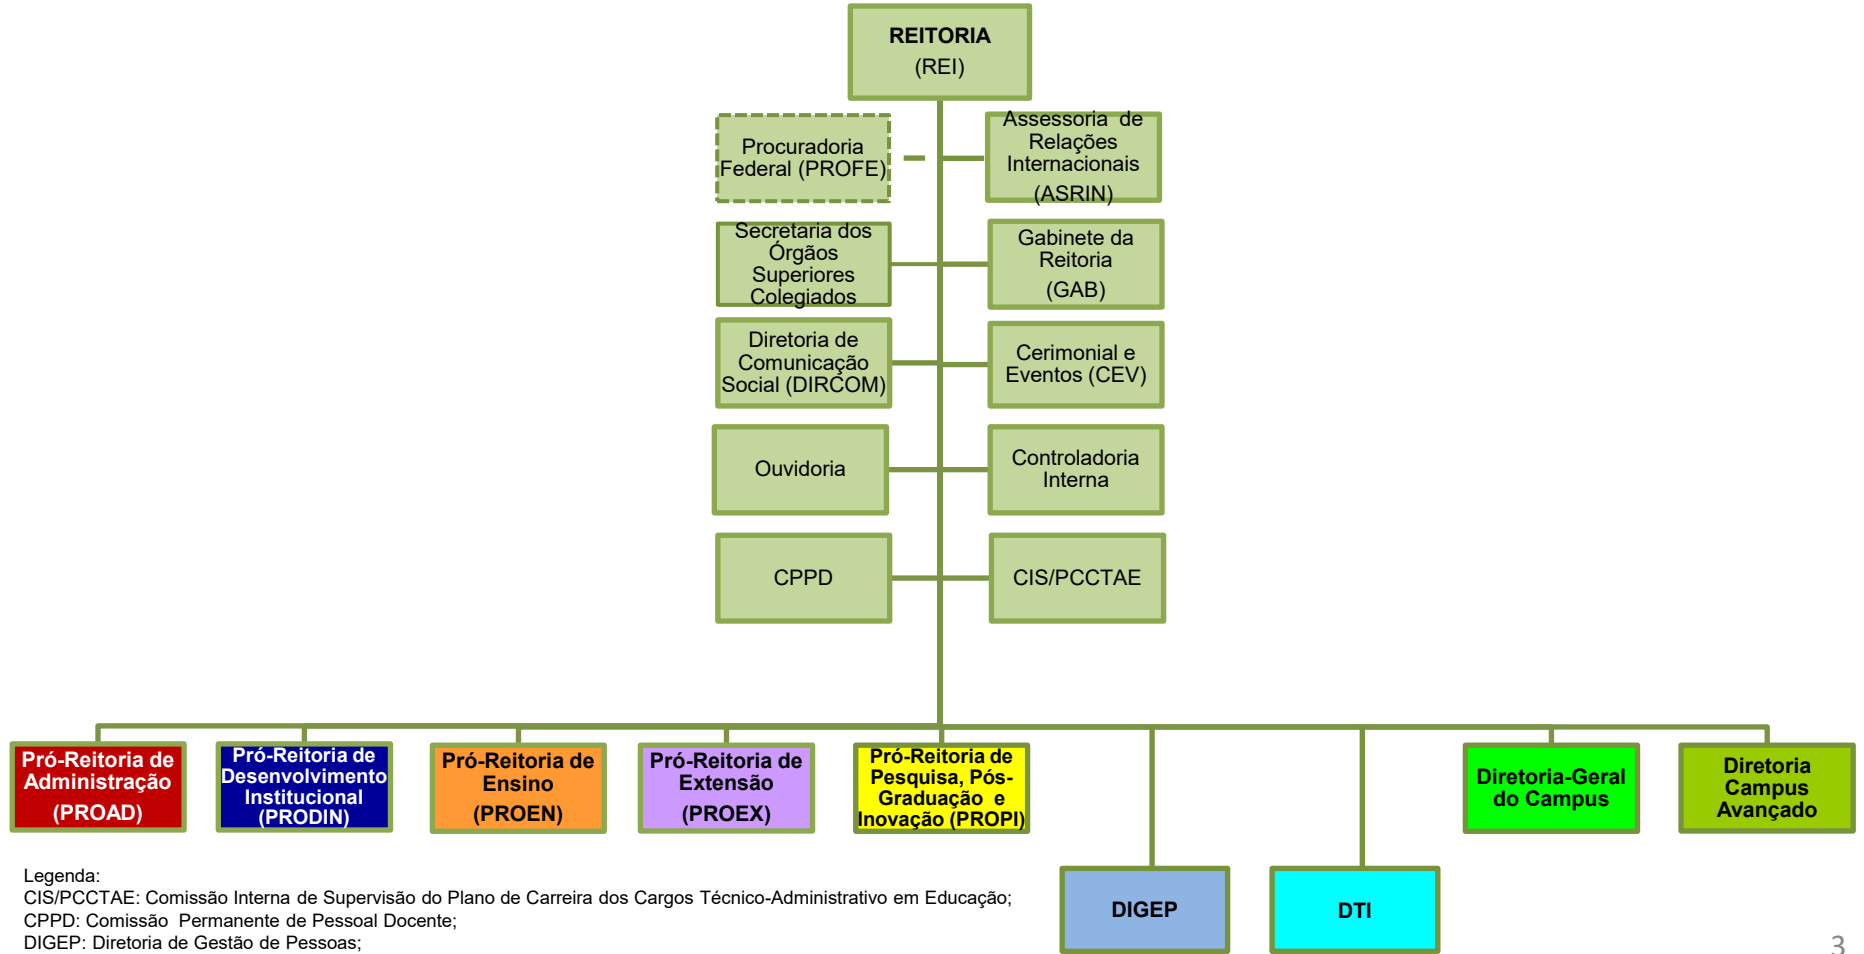 REITORIA
(REI)
Procuradoria
Federal (PROFE)
Assessoria de
Relações
Internacionais
(ASRIN)
Secretaria dos
Órgãos
Superiores
Colegiados
Gabinete da
Reitoria
(GAB)
Diretoria de
Comunicação
Social (DIRCOM)
Cerimonial e
Eventos (CEV)
Ouvidoria
Controladoria
Interna
CPPD
CIS/PCCTAE
Pró-Reitoria de
Administração
(PROAD)
Pró-Reitoria de
Desenvolvimento
Institucional
(PRODIN)
Pró-Reitoria de
Ensino
(PROEN)
Pró-Reitoria de
Extensão
(PROEX)
Pró-Reitoria de
Pesquisa, Pós-
Graduação e
Inovação (PROPI)
Diretoria-Geral
do Campus
Diretoria
Campus
Avançado
DIGEP
DTI
Legenda:
CIS/PCCTAE: Comissão Interna de Supervisão do Plano de Carreira dos Cargos Técnico-Administrativo em Educação;
CPPD: Comissão Permanente de Pessoal Docente;
DIGEP: Diretoria de Gestão de Pessoas;
3